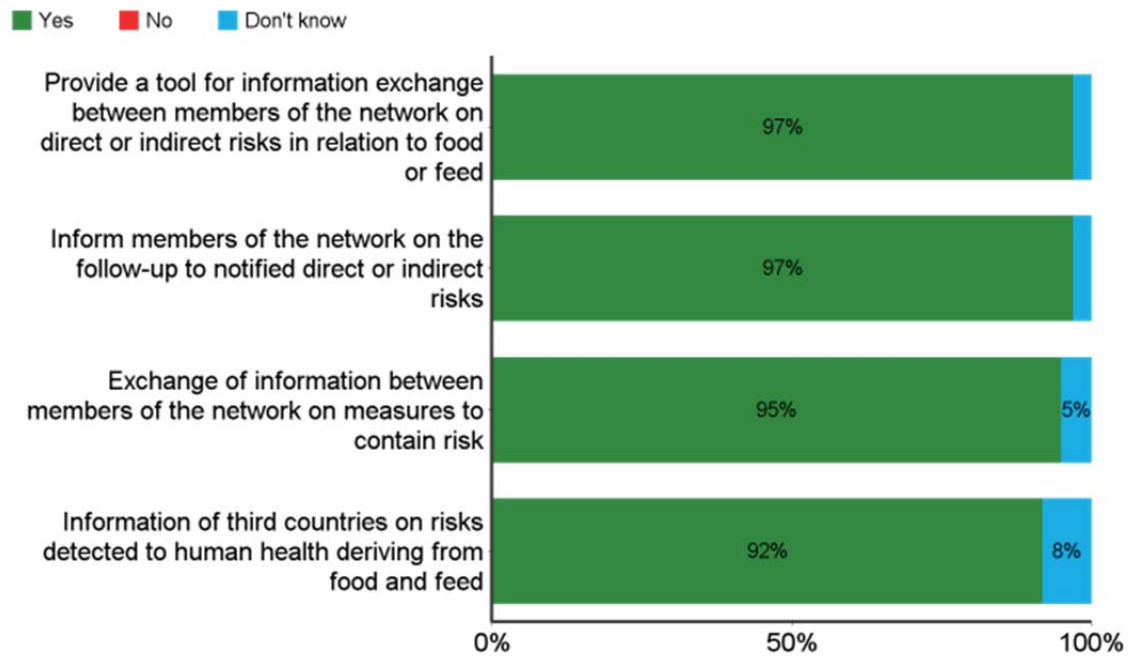 Yes No Don't know
Provide a tool for information exchange
between members of the network on
direct or indirect risks in relation to food
or feed
97%
Inform members of the network on the
follow-up to notified direct or indirect
risks
97%
Exchange of information between
members of the network on measures to
contain risk
95% 5%
Information of third countries on risks
detected to human health deriving from
food and feed
92% 8%
0% 50% 100%